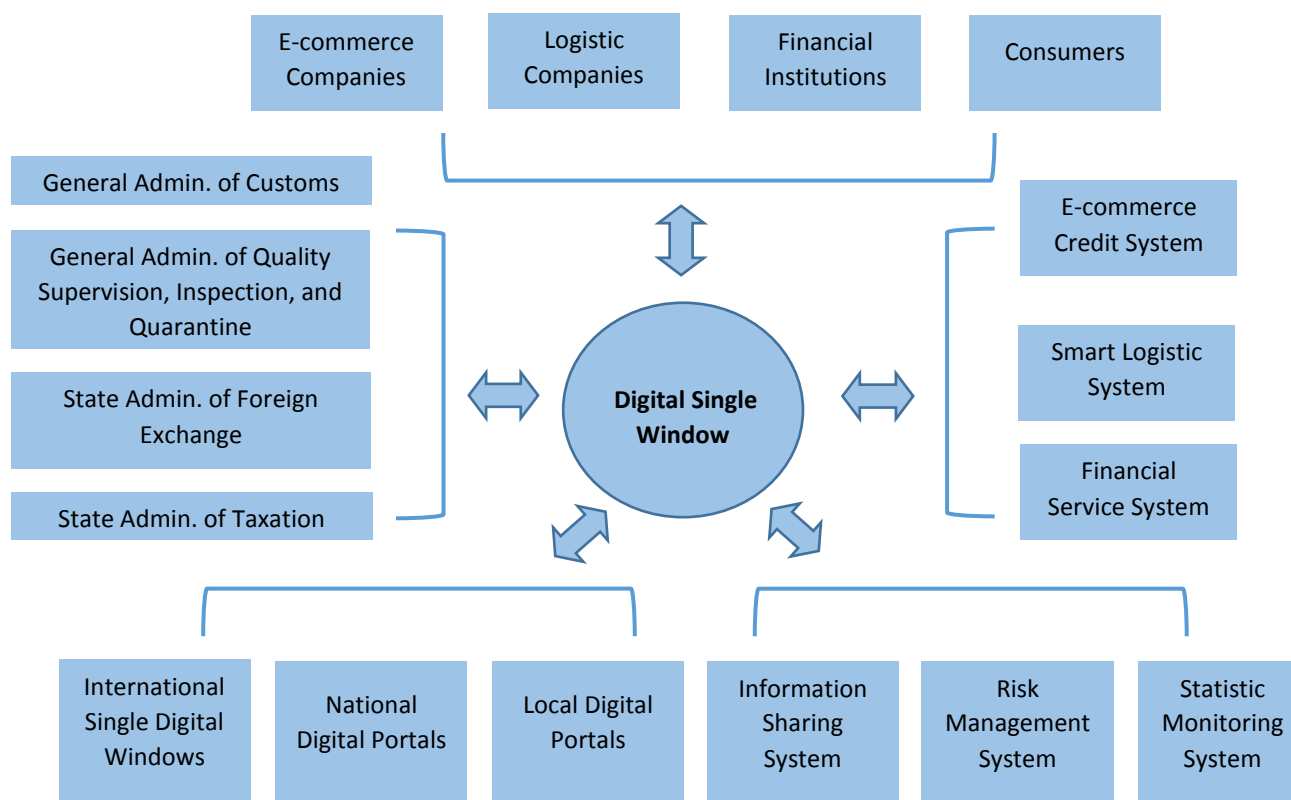 E-commerce
Companies
Logistic
Companies
Financial
Institutions
Consumers
General Admin. of Customs
General Admin. of Quality
Supervision, Inspection, and
Quarantine
State Admin. of Foreign
Exchange
State Admin. of Taxation
Digital Single
Window
E-commerce
Credit System
Smart Logistic
System
Financial
Service System
International
Single Digital
Windows
National
Digital Portals
Local Digital
Portals
Information
Sharing
System
Risk
Management
System
Statistic
Monitoring
System